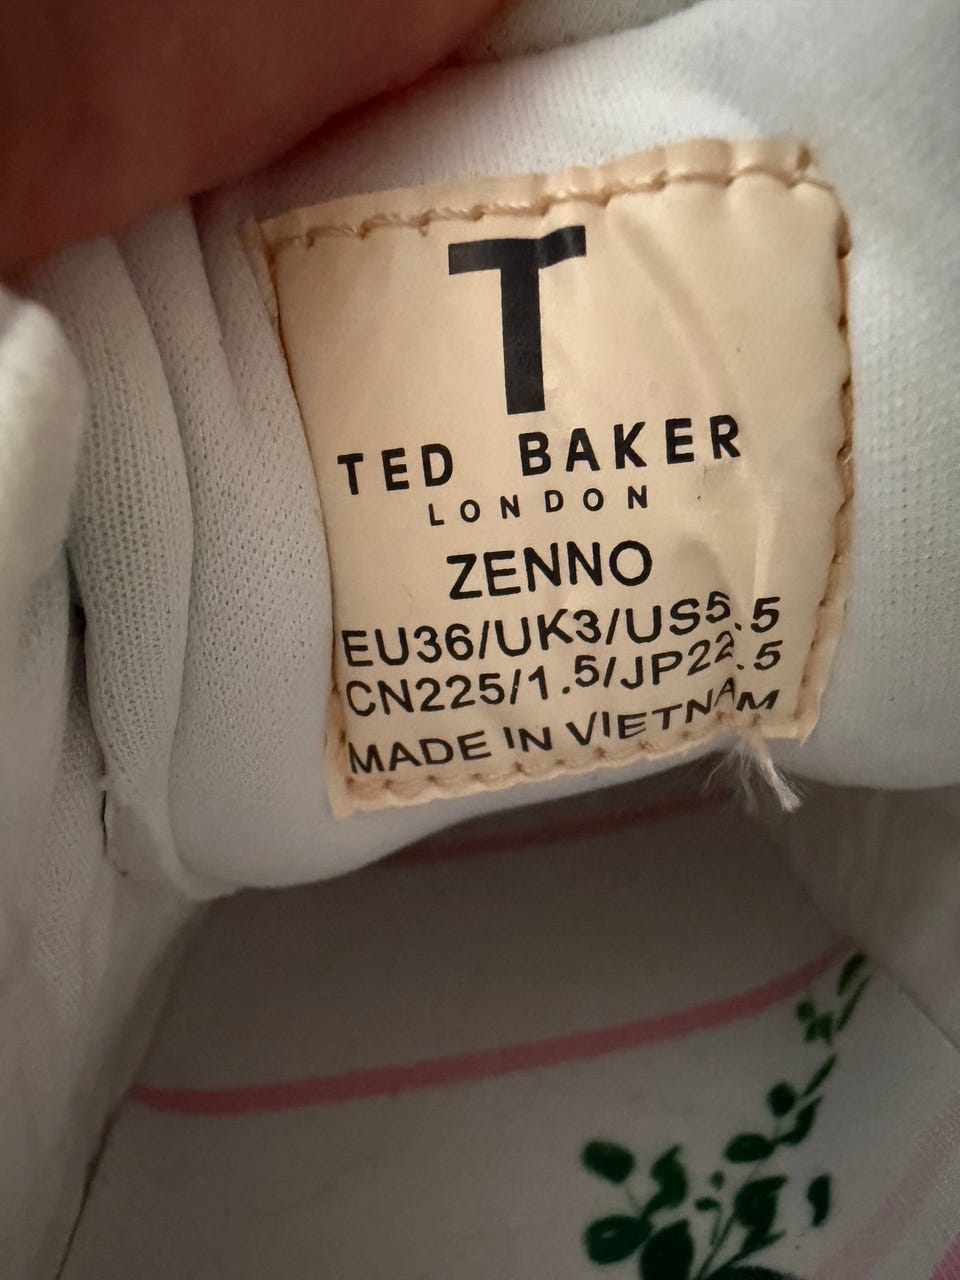 T
TED BAKER
LONDON
ZENNO
EU36/UK3/US5.5
CN225/1.5/JP22.5
MADE IN VIETNAM